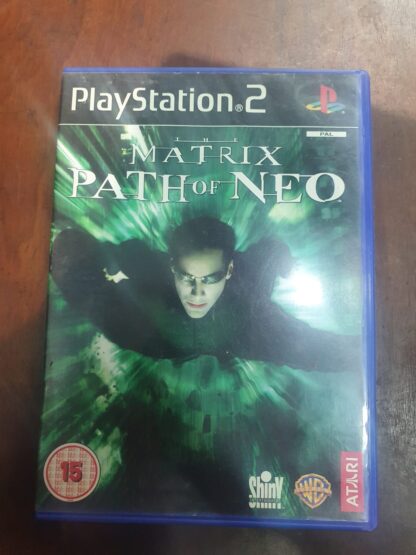 PlayStation®2
PAL
THE
MATRIX
PATH OF NEO
15
Shiny
WB
ATARI